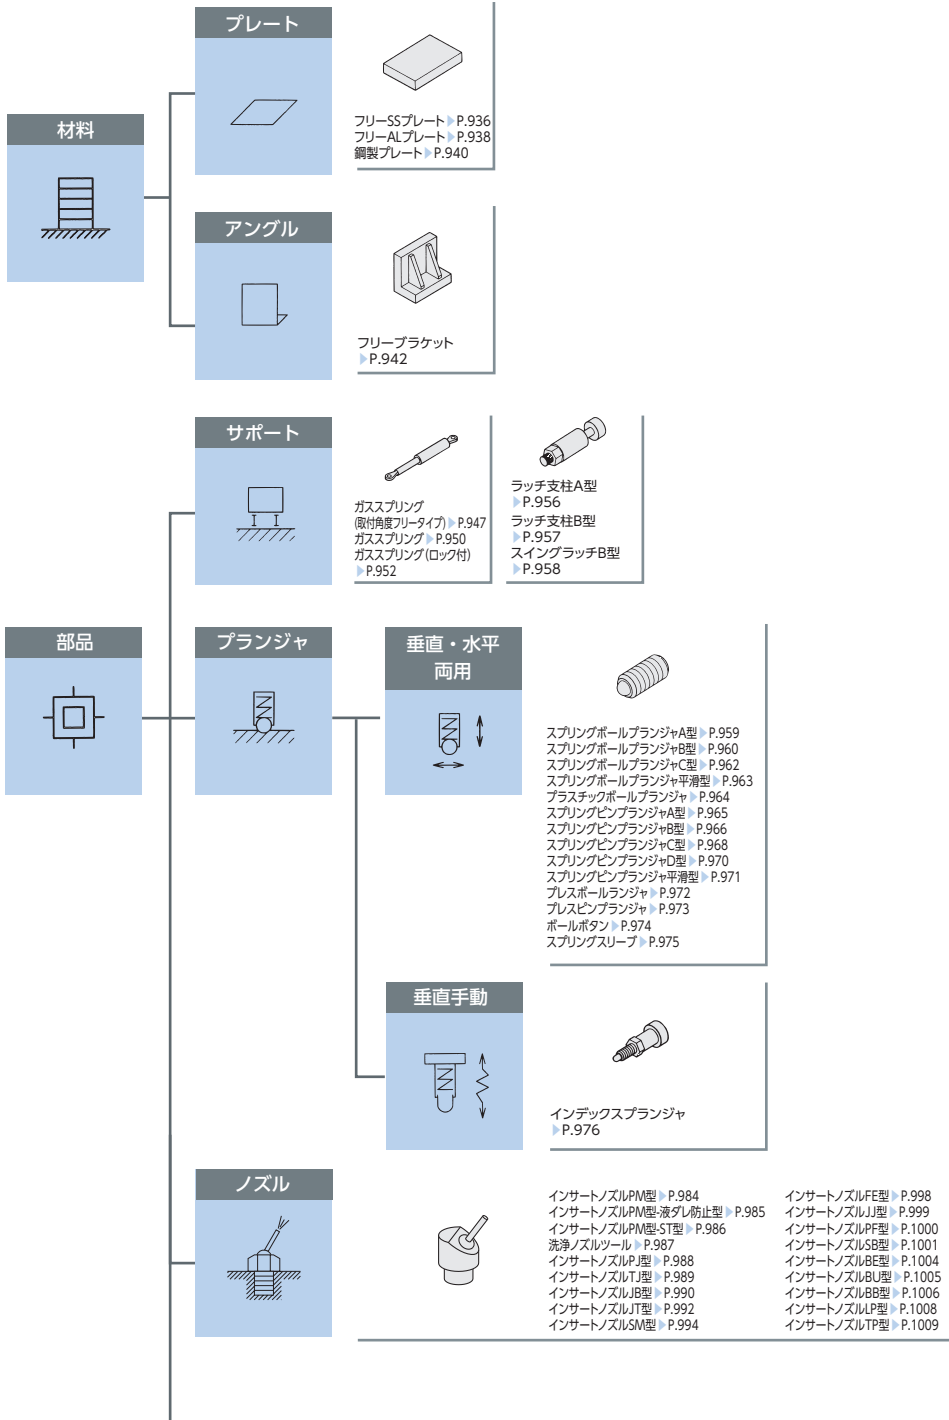 プレート
フリーSSプレート▶P.936
フリーALプレート▶P.938
鋼製プレート▶P.940
材料
アングル
フリーブラケット
▶P.942
サポート
ガススプリング
(取付角度フリータイプ)▶P.947
ガススプリング▶P.950
ガススプリング(ロック付)
▶P.952
ラッチ支柱A型
▶P.956
ラッチ支柱B型
▶P.957
スイングラッチB型
▶P.958
部品
プランジャ
垂直・水平
両用
スプリングボールプランジャA型▶P.959
スプリングボールプランジャB型▶P.960
スプリングボールプランジャC型▶P.962
スプリングボールプランジャ平滑型▶P.963
プラスチックボールプランジャ▶P.964
スプリングピンプランジャA型▶P.965
スプリングピンプランジャB型▶P.966
スプリングピンプランジャC型▶P.968
スプリングピンプランジャD型▶P.970
スプリングピンプランジャ平滑型▶P.971
プレスボールランジャ▶P.972
プレスピンプランジャ▶P.973
ボールボタン▶P.974
スプリングスリーブ▶P.975
垂直手動
インデックスプランジャ
▶P.976
ノズル
インサートノズルPM型▶P.984
インサートノズルPM型-液ダレ防止型▶P.985
インサートノズルPM型-ST型▶P.986
洗浄ノズルツール▶P.987
インサートノズルPJ型▶P.988
インサートノズルTJ型▶P.989
インサートノズルJB型▶P.990
インサートノズルJT型▶P.992
インサートノズルSM型▶P.994
インサートノズルFE型▶P.998
インサートノズルJJ型▶P.999
インサートノズルPF型▶P.1000
インサートノズルSB型▶P.1001
インサートノズルBE型▶P.1004
インサートノズルBU型▶P.1005
インサートノズルBB型▶P.1006
インサートノズルLP型▶P.1008
インサートノズルTP型▶P.1009